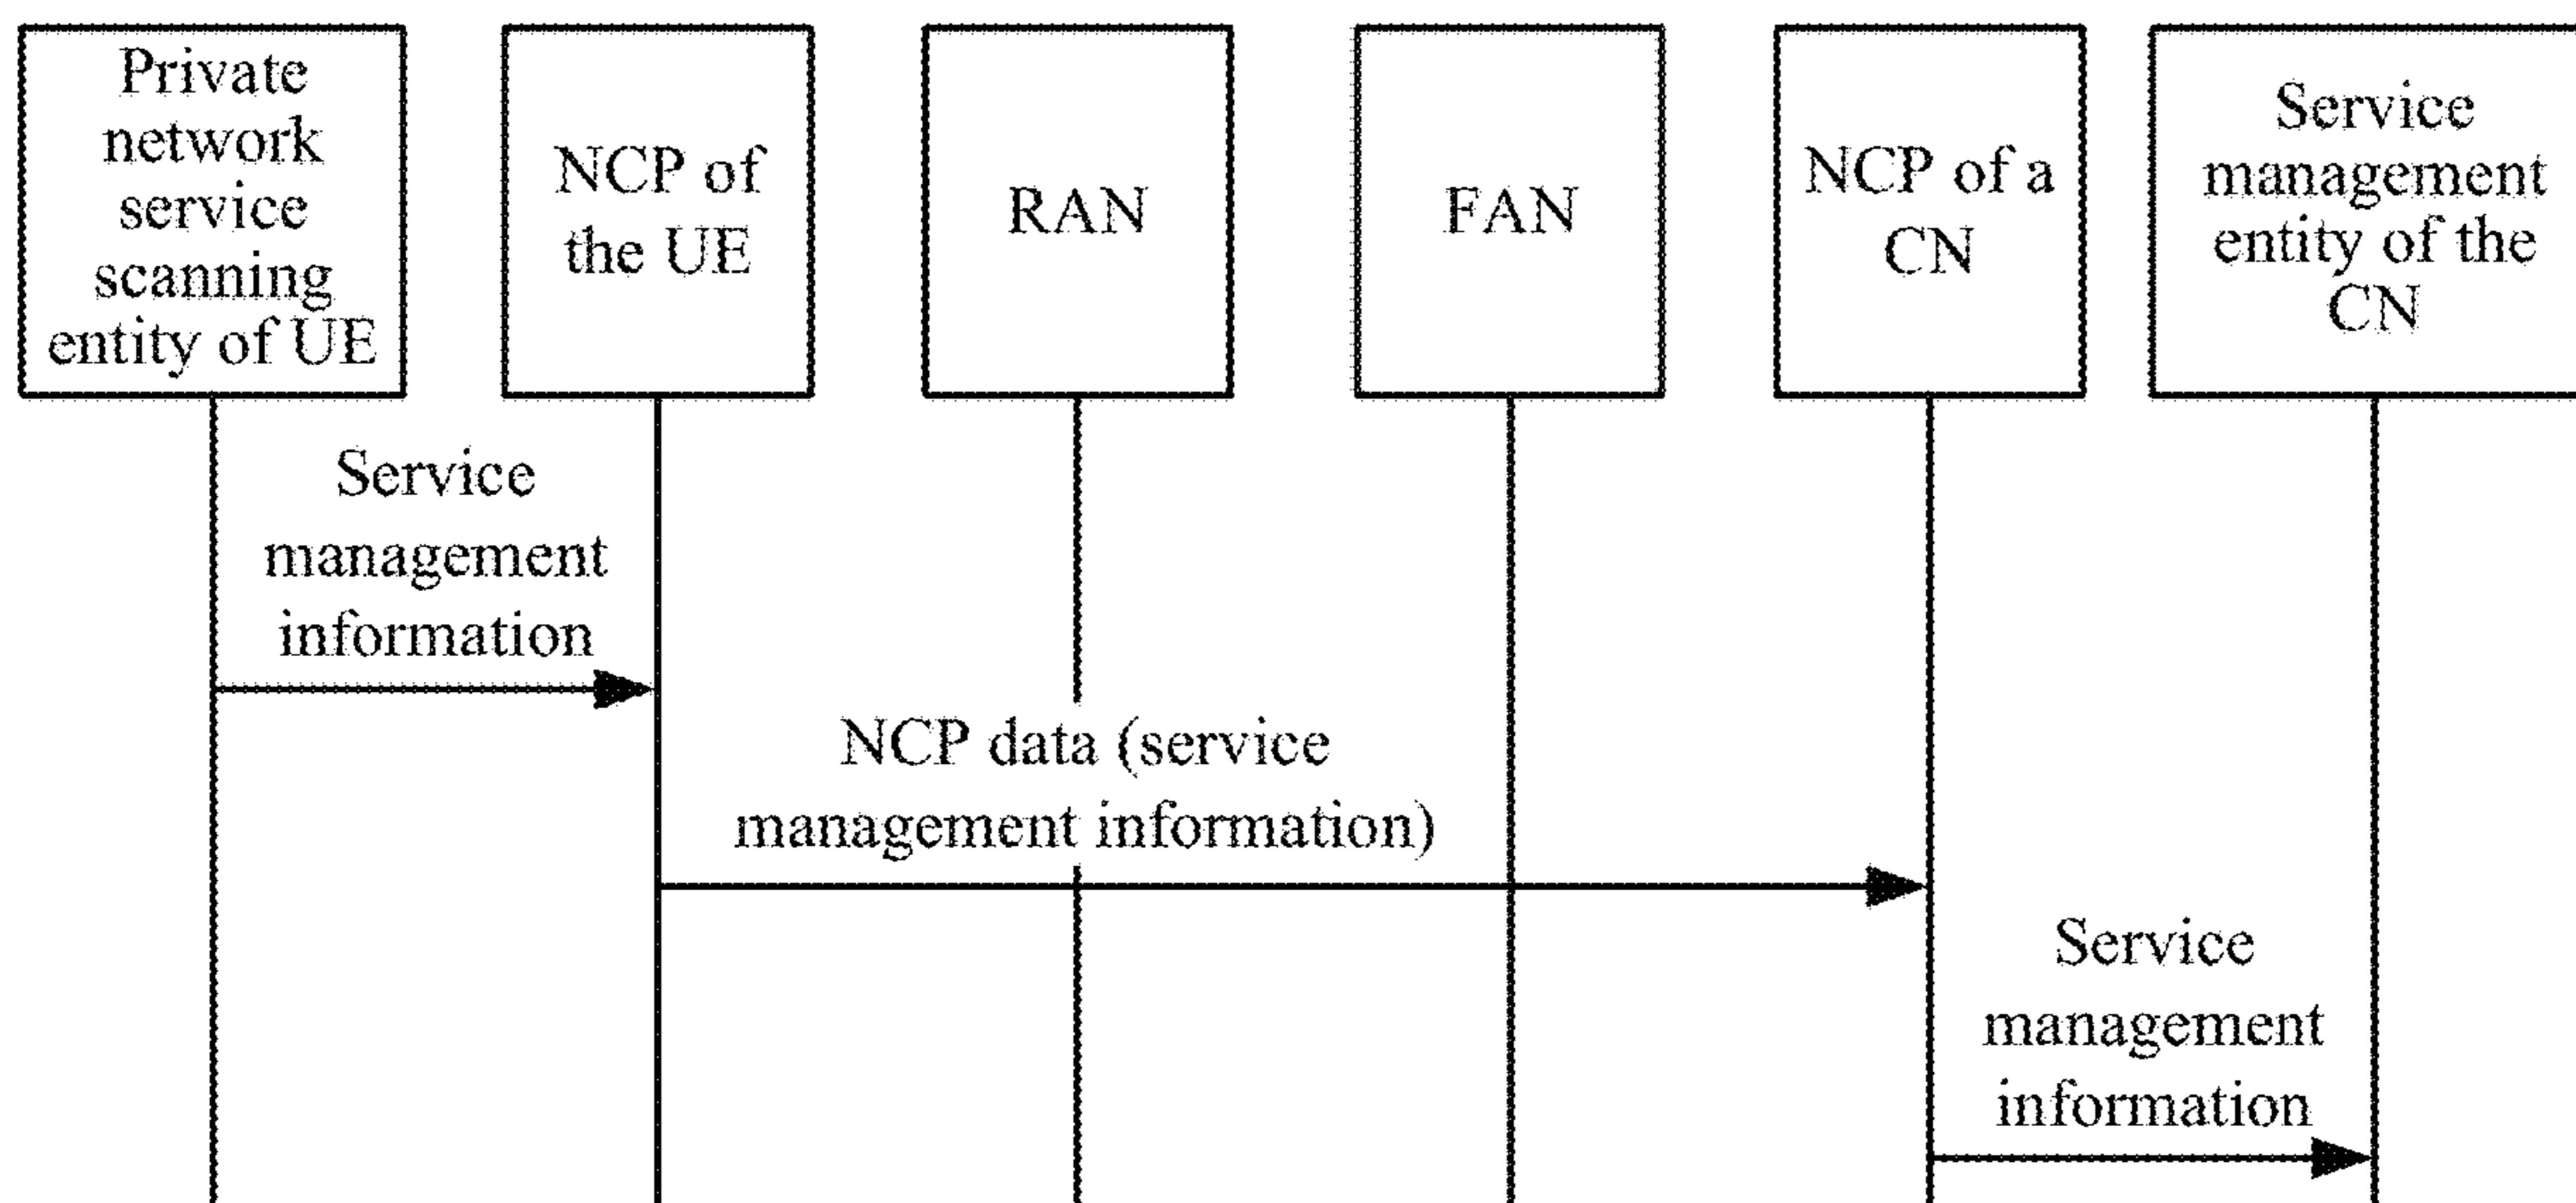 Private
network
service
scanning
entity of UE
NCP of
the UE
RAN
FAN
NCP of a
CN
Service
management
entity of the
CN
Service
management
information
NCP data (service
management information)
Service
management
information